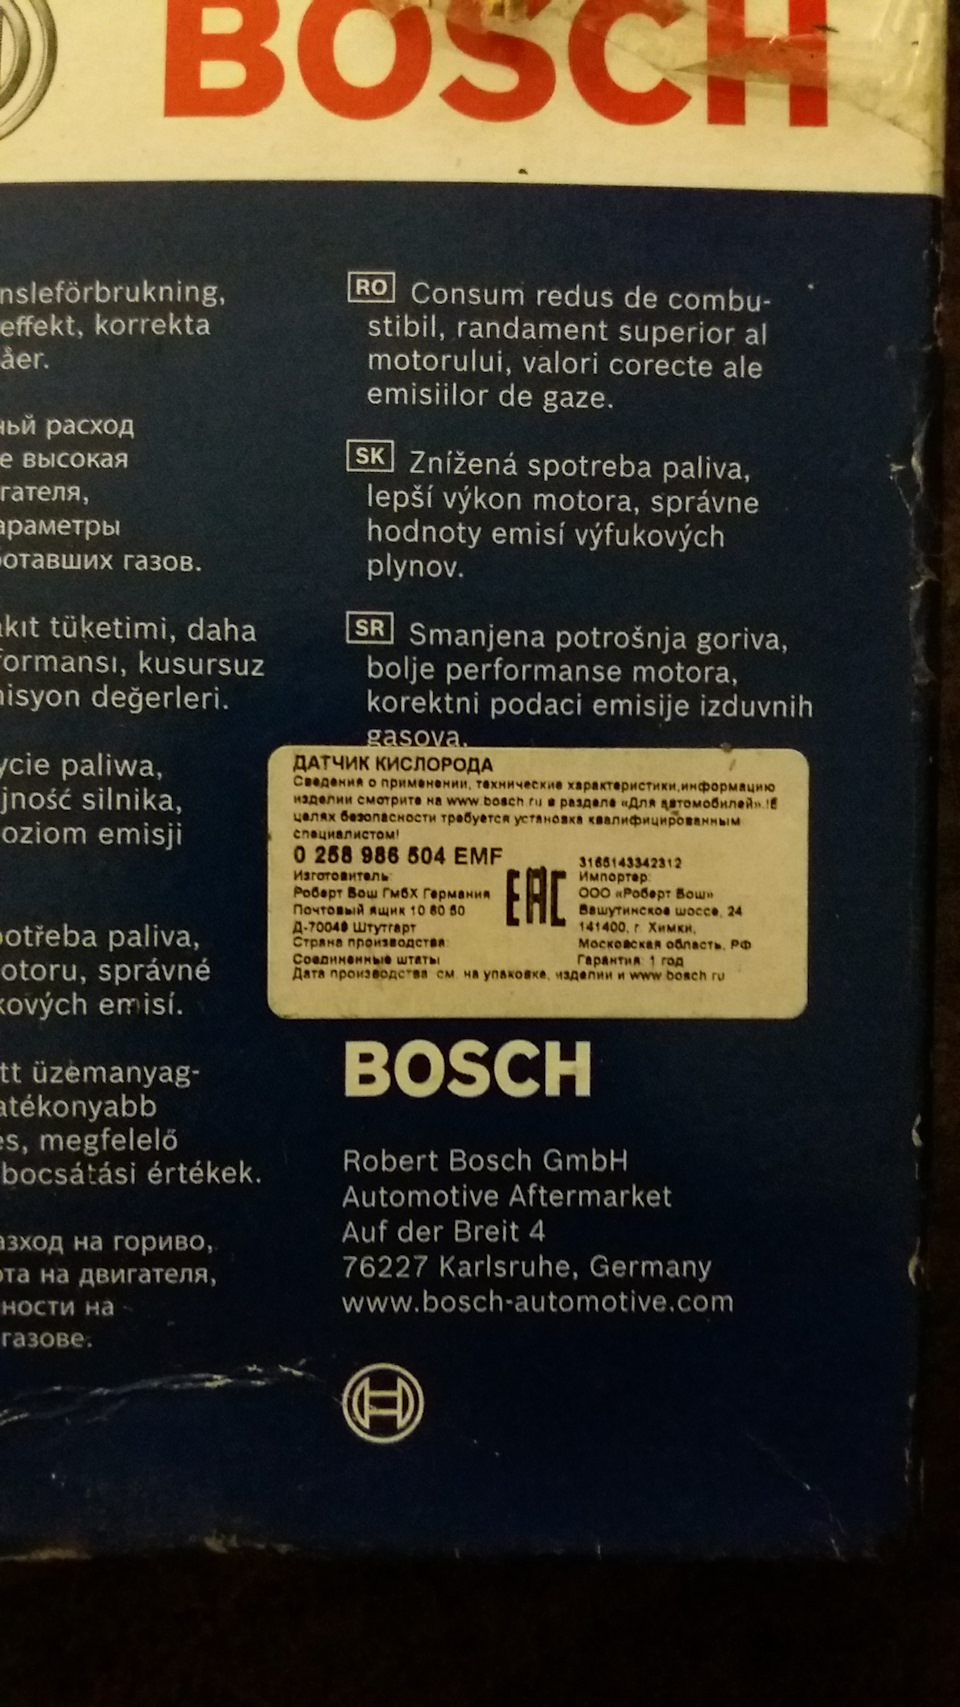 BOSCH
nsleförbrukning,
effekt, korrekta
åer.
ный расход
е высокая
гателя,
араметры
ботавших газов.
akıt tüketimi, daha
formansı, kusursuz
nisyon değerleri.
ycie paliwa,
jność silnika,
oziom emisji
potřeba paliva,
otoru, správné
kových emisí.
tt üzemanyag-
atékonyabb
es, megfelelő
bocsátási értékek.
азход на гориво,
ота на двигателя,
ности на
газове.
RO Consum redus de combu-
stibil, randament superior al
motorului, valori corecte ale
emisiilor de gaze.
SK Znížená spotreba paliva,
lepší výkon motora, správne
hodnoty emisí výfukových
plynov.
SR Smanjena potrošnja goriva,
bolje performanse motora,
korektni podaci emisije izduvnih
gasova.
ДАТЧИК КИСЛОРОДА
Сведения о применении, технические характеристики,информацию
изделии смотрите на www.bosch.ru в разделе «Для автомобилей».!В
целях безопасности требуется установка квалифицированным
специалистом!
0 258 986 504 EMF
Изготовитель:
Роберт Бош ГмбХ Германия
Почтовый ящик 10 60 50
Д-70049 Штутгарт
Страна производства:
Соединенные штаты
Дата производства см. на упаковке, изделии и www.bosch.ru
EAC
3165143342312
Импортер:
ООО «Роберт Бош»
Вашутинское шоссе, 24
141400, г. Химки,
Московская область, РФ
Гарантия: 1 год
BOSCH
Robert Bosch GmbH
Automotive Aftermarket
Auf der Breit 4
76227 Karlsruhe, Germany
www.bosch-automotive.com